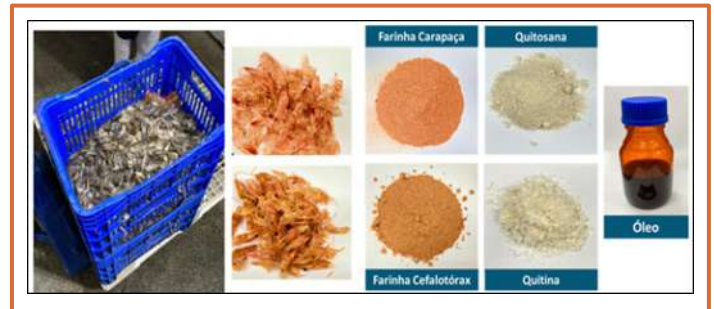 Farinha Carapaça
Quitosana
Óleo
Farinha Cefalotórax
Quitina